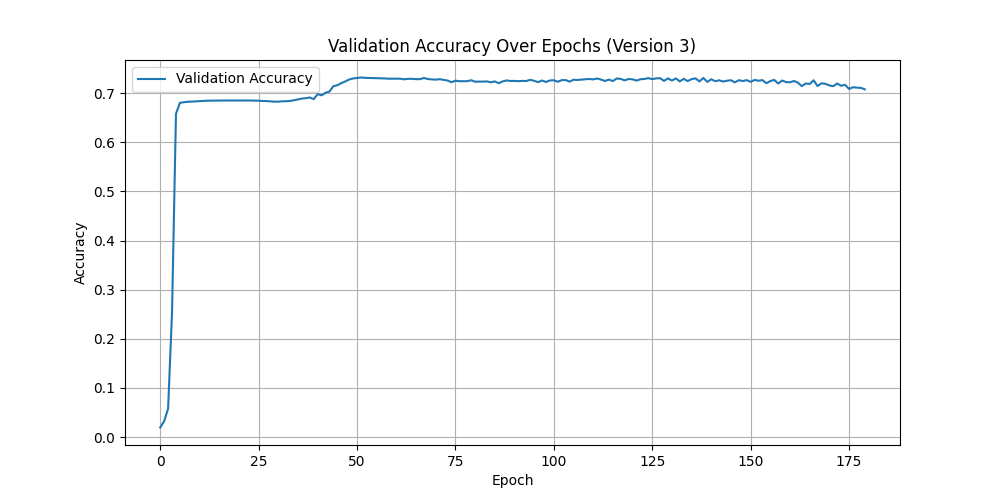 Validation Accuracy Over Epochs (Version 3)
Validation Accuracy
0.7
0.6
0.5
0.4
0.3
0.2
0.1
0.0
Accuracy
0 25 50 75 100 125 150 175
Epoch